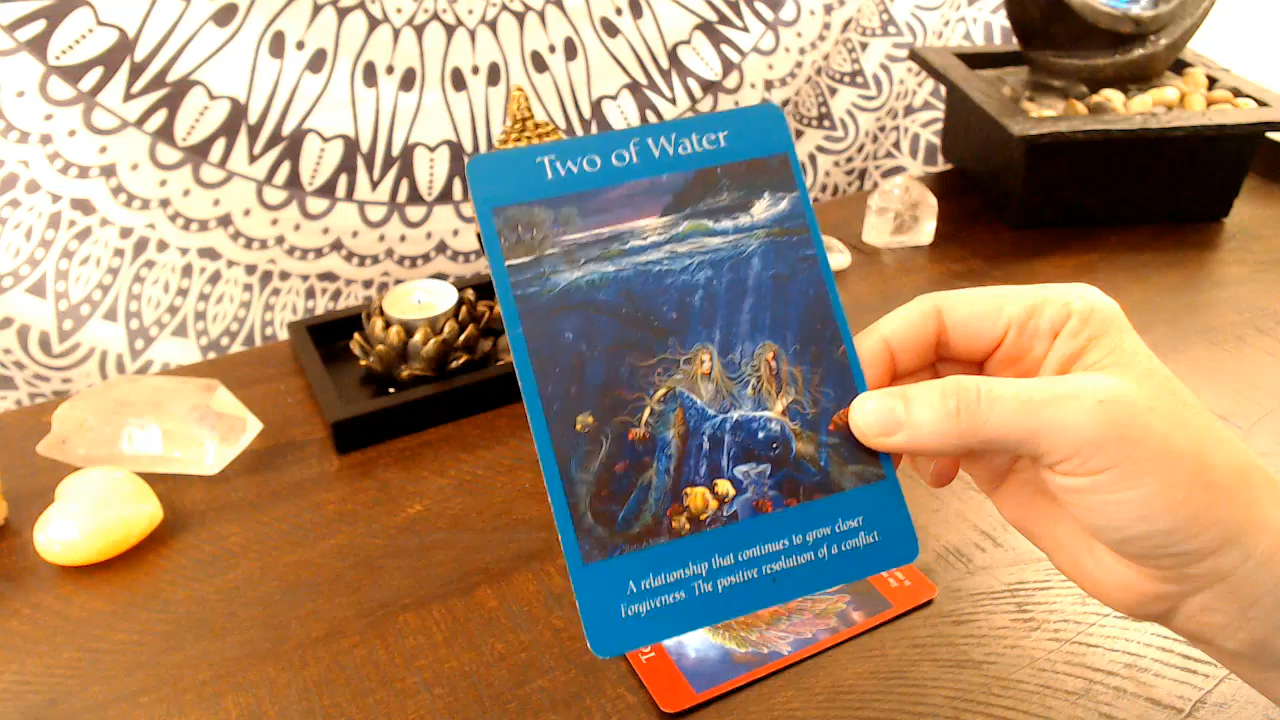 Two of Water
A relationship that continues to grow closer.
Forgiveness. The positive resolution of a conflict.